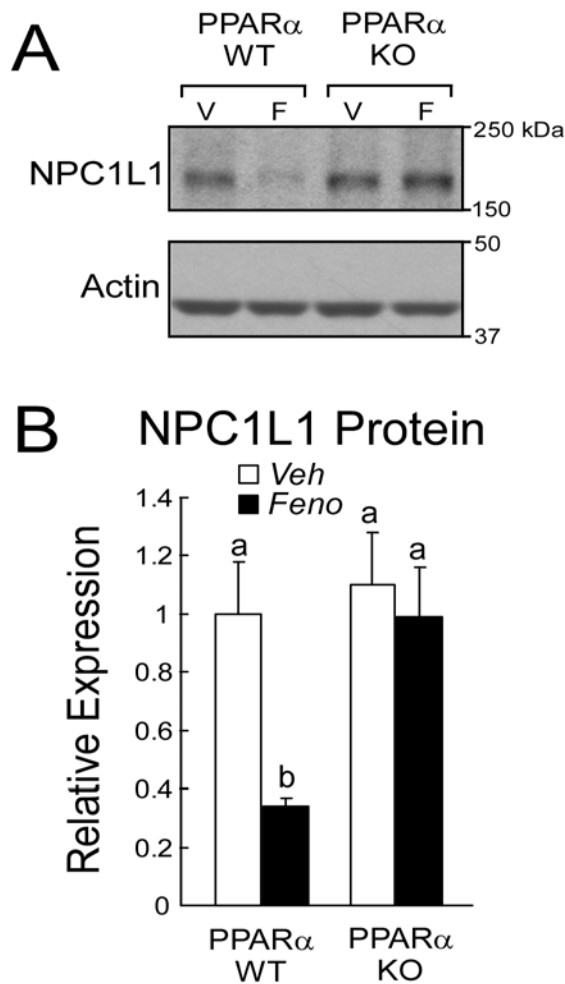 A
PPARα WT
PPARα KO
V F V F
NPC1L1
250 kDa
150
Actin
50
37
B
NPC1L1 Protein
Veh
Feno
Relative Expression
1.4
1.2
1
0.8
0.6
0.4
0.2
0
a
b
a
a
PPARα WT
PPARα KO